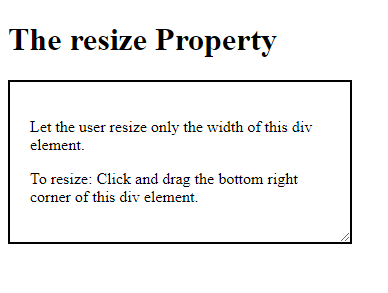 The resize Property
Let the user resize only the width of this div
element.
To resize: Click and drag the bottom right
corner of this div element.